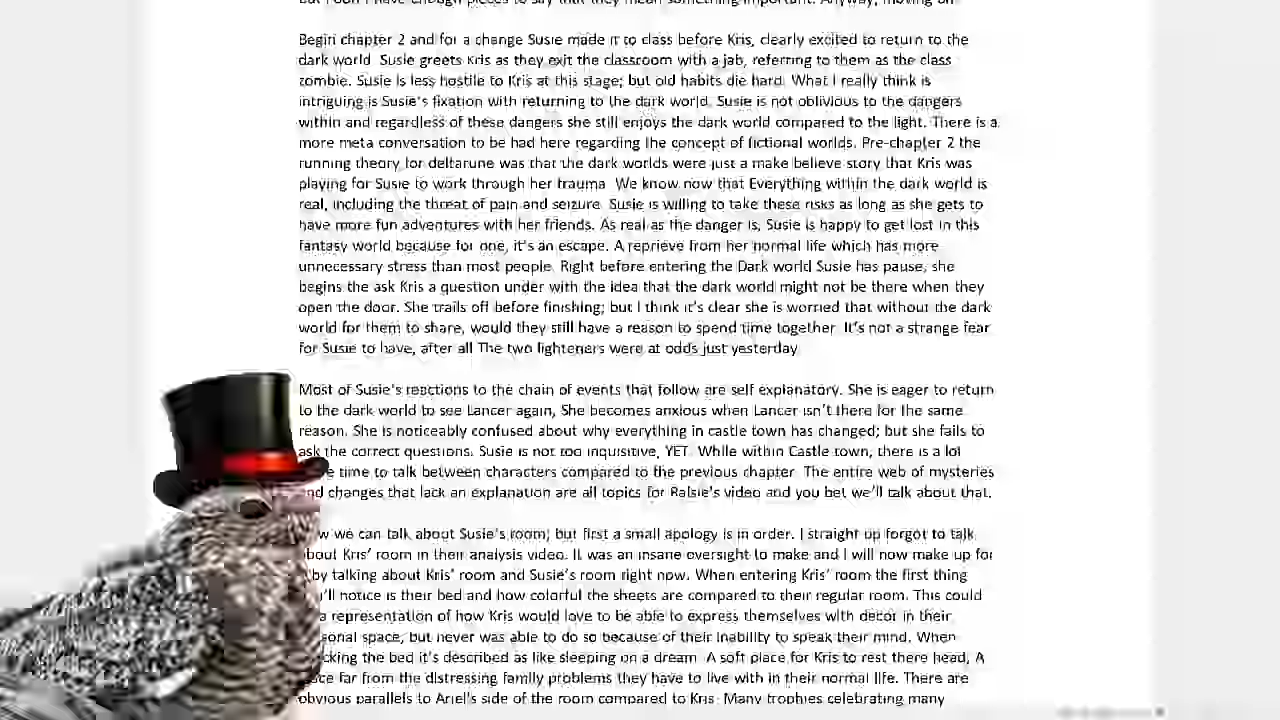 Begin chapter 2 and for a change Susie made it to class before Kris, clearly excited to return to the
dark world. Susie greets Kris as they exit the classroom with a jab, referring to them as the class
zombie. Susie is less hostile to Kris at this stage; but old habits die hard. What I really think is
intriguing is Susie's fixation with returning to the dark world. Susie is not oblivious to the dangers
within and regardless of these dangers she still enjoys the dark world compared to the light. There is a
more meta conversation to be had here regarding the concept of fictional worlds. Pre-chapter 2 the
running theory for deltarune was that the dark worlds were just a make believe story that Kris was
playing for Susie to work through her trauma. We know now that Everything within the dark world is
real, including the threat of pain and seizure. Susie is willing to take these risks as long as she gets to
have more fun adventures with her friends. As real as the danger is, Susie is happy to get lost in this
fantasy world because for one, it's an escape. A reprieve from her normal life which has more
unnecessary stress than most people. Right before entering the Dark world Susie has pause, she
begins the ask Kris a question under with the idea that the dark world might not be there when they
open the door. She trails off before finishing; but I think it's clear she is worried that without the dark
world for them to share, would they still have a reason to spend time together. It's not a strange fear
for Susie to have, after all The two lighteners were at odds just yesterday.
Most of Susie's reactions to the chain of events that follow are self explanatory. She is eager to return
to the dark world to see Lancer again, She becomes anxious when Lancer isn't there for the same
reason. She is noticeably confused about why everything in castle town has changed; but she fails to
ask the correct questions. Susie is not too inquisitive, YET. While within Castle town, there is a lot
time to talk between characters compared to the previous chapter. The entire web of mysteries
and changes that lack an explanation are all topics for Ralsie's video and you bet we'll talk about that.
we can talk about Susie's room; but first a small apology is in order. I straight up forgot to talk
about Kris' room in their analysis video. It was an insane oversight to make and I will now make up for
by talking about Kris' room and Susie's room right now. When entering Kris' room the first thing
notice is their bed and how colorful the sheets are compared to their regular room. This could
a representation of how Kris would love to be able to express themselves with decor in their
space, but never was able to do so because of their inability to speak their mind. When
the bed it's described as like sleeping on a dream. A soft place for Kris to rest there head, A
far from the distressing family problems they have to live with in their normal life. There are
obvious parallels to Ariel's side of the room compared to Kris. Many trophies celebrating many